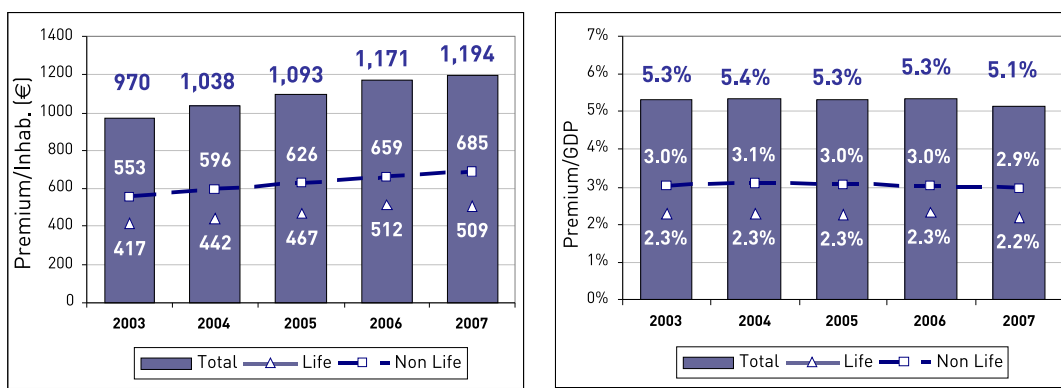 1400
1200
1000
800
600
400
200
0
Premium/Inhab. (€)
970 1,038 1,093 1,171 1,194
553 596 626 659 685
417 442 467 512 509
2003 2004 2005 2006 2007
Total Life Non Life
7%
6%
5%
4%
3%
2%
1%
0%
Premium/GDP
5.3% 5.4% 5.3% 5.3% 5.1%
3.0% 3.1% 3.0% 3.0% 2.9%
2.3% 2.3% 2.3% 2.3% 2.2%
2003 2004 2005 2006 2007
Total Life Non Life